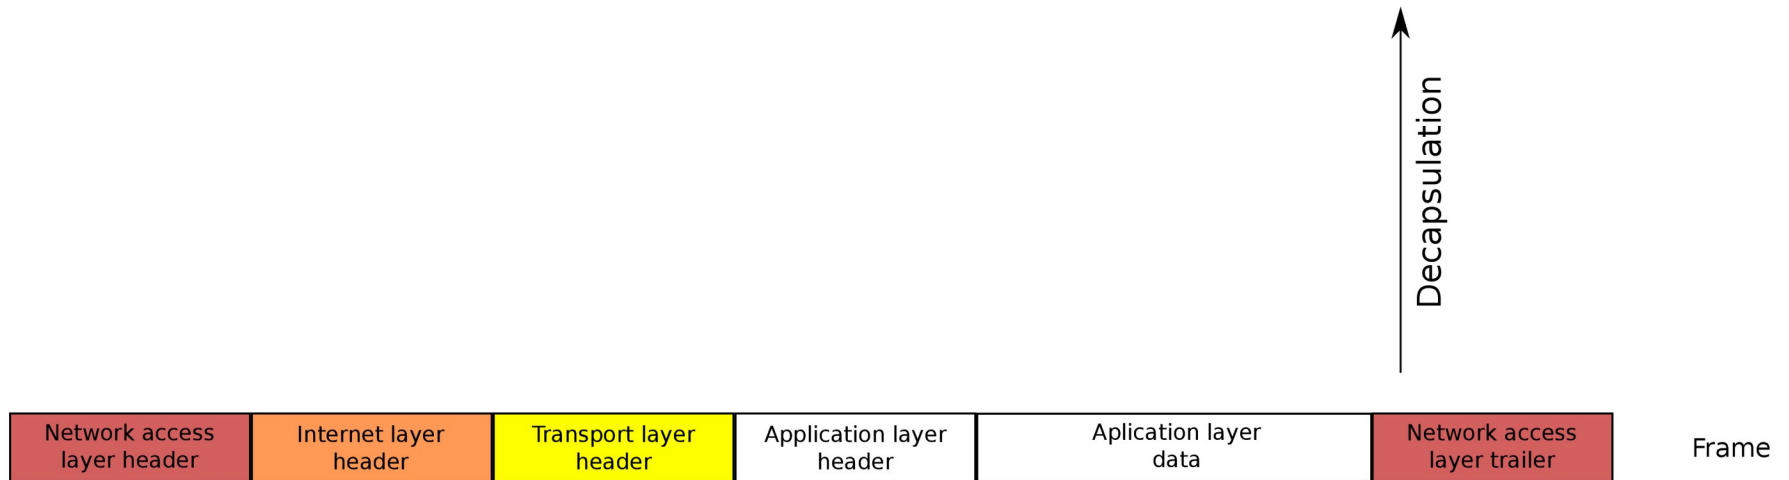 Decapsulation
Network access
layer header
Internet layer
header
Transport layer
header
Application layer
header
Aplication layer
data
Network access
layer trailer
Frame